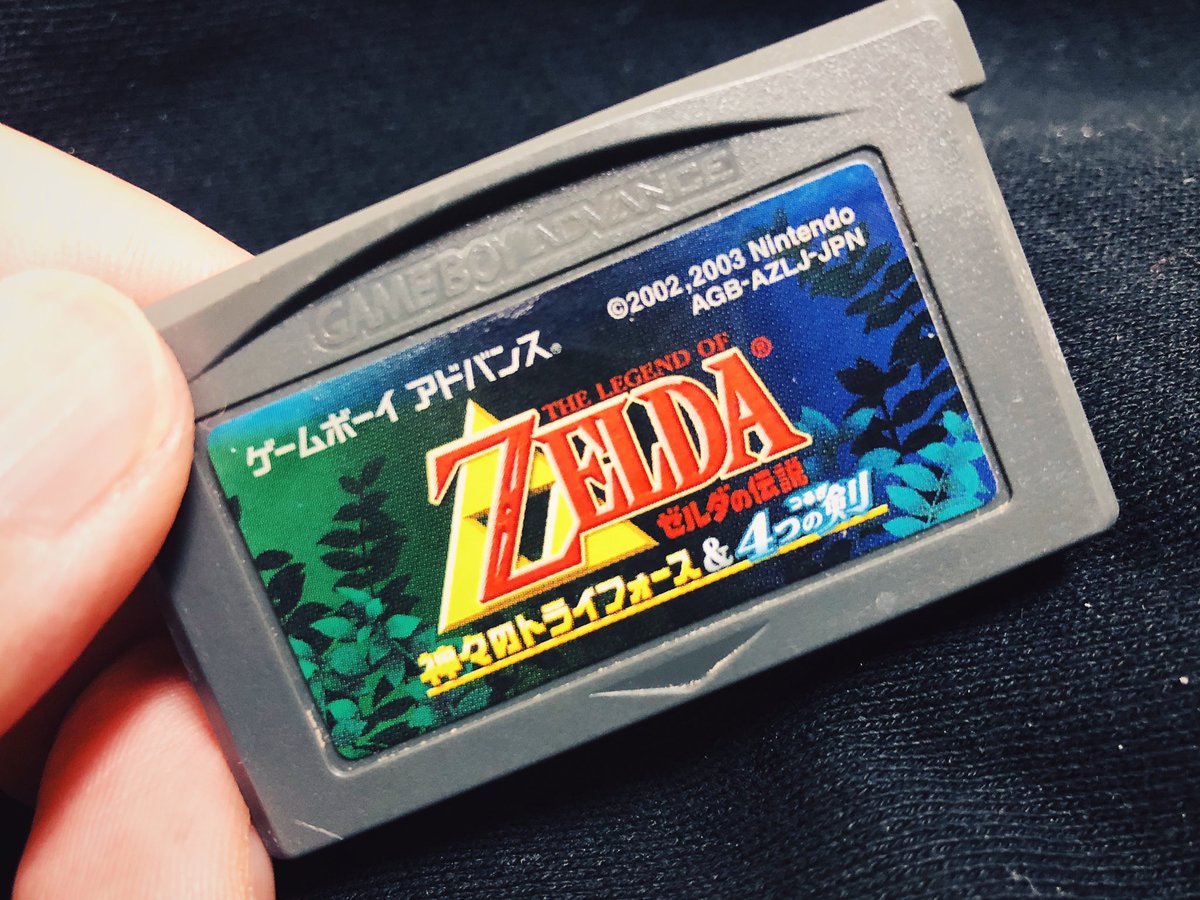 GAME BOY ADVANCE
©2002,2003 Nintendo
AGB-AZLJ-JPN
ゲームボーイ アドバンス®
THE LEGEND OF
ZELDA®
ゼルダの伝説
神々のトライフォース&4つの剣